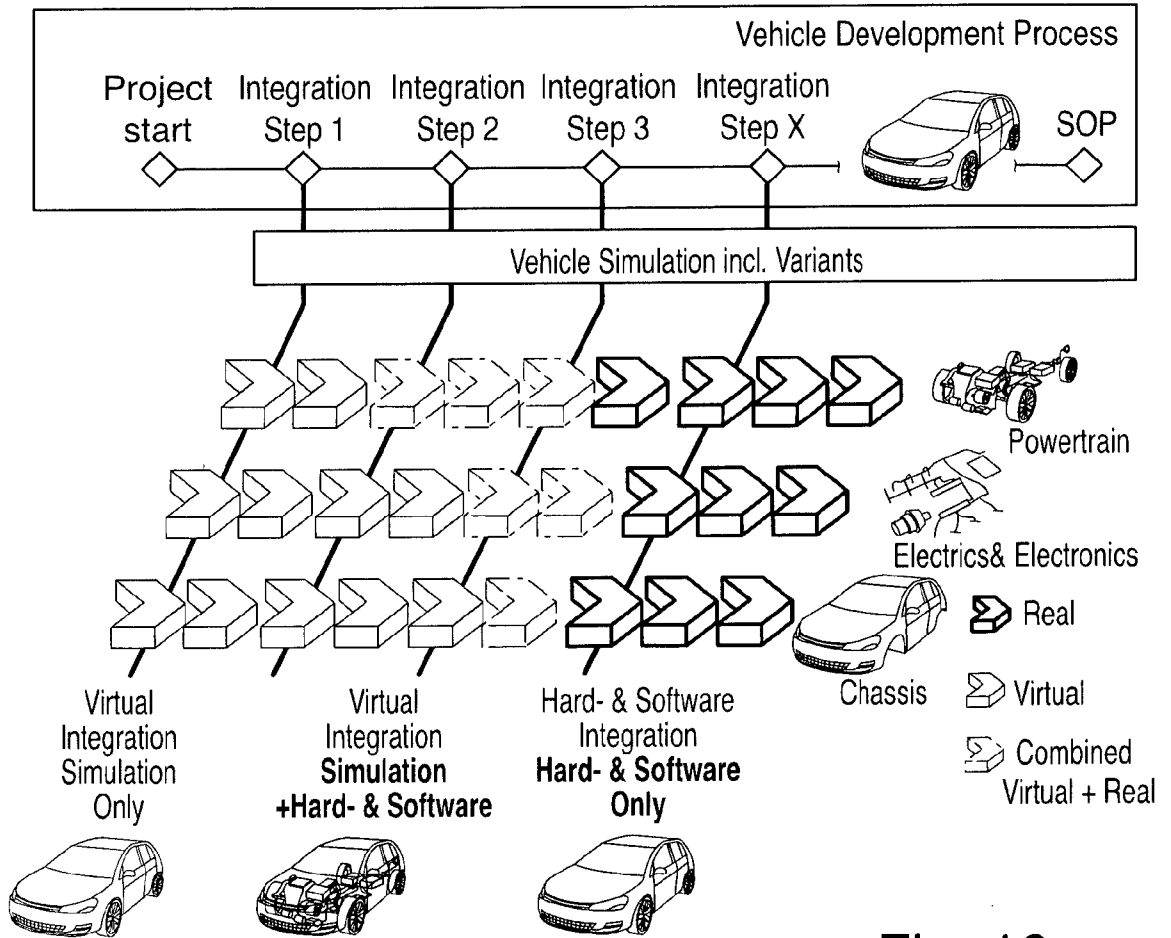 Vehicle Development Process
Project start
Integration Step 1
Integration Step 2
Integration Step 3
Integration Step X
SOP
Vehicle Simulation incl. Variants
Powertrain
Electrics& Electronics
Chassis
Real
Virtual
Combined
Virtual + Real
Virtual
Integration
Simulation
Only
Virtual
Integration
Simulation
+Hard- & Software
Hard- & Software
Integration
Hard- & Software
Only